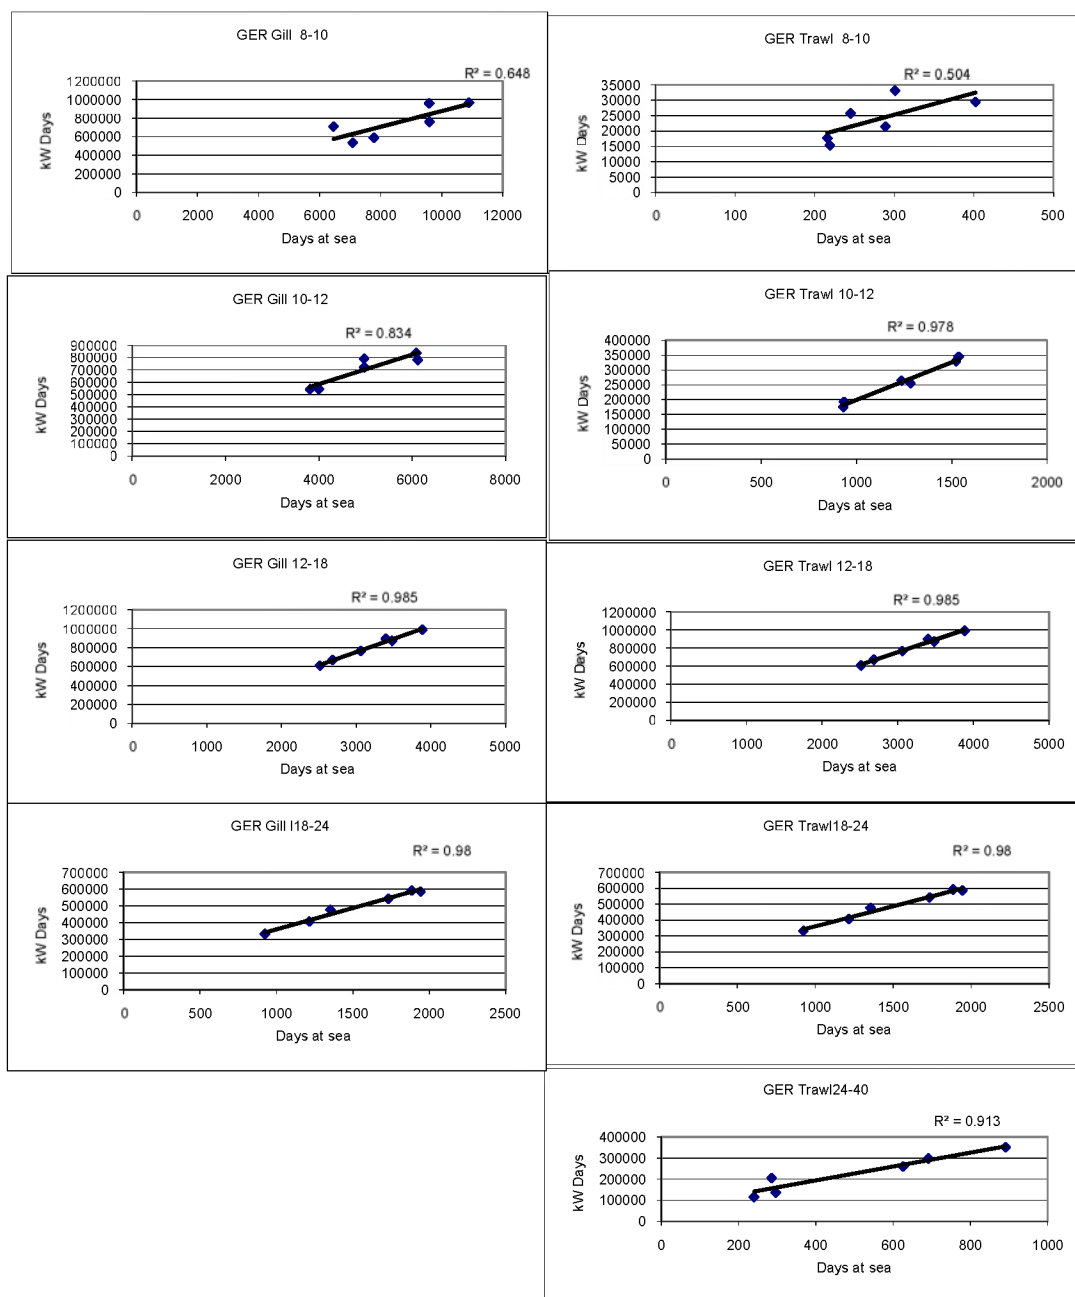 GER Gill 8-10
R² = 0.648
kW Days
1200000
1000000
800000
600000
400000
200000
0
0 2000 4000 6000 8000 10000 12000
Days at sea
GER Trawl 8-10
R² = 0.504
kW Days
35000
30000
25000
20000
15000
10000
5000
0
0 100 200 300 400 500
Days at sea
GER Gill 10-12
R² = 0.834
kW Days
900000
800000
700000
600000
500000
400000
300000
200000
100000
0
0 2000 4000 6000 8000
Days at sea
GER Trawl 10-12
R² = 0.978
kW Days
400000
350000
300000
250000
200000
150000
100000
50000
0
0 500 1000 1500 2000
Days at sea
GER Gill 12-18
R² = 0.985
kW Days
1200000
1000000
800000
600000
400000
200000
0
0 1000 2000 3000 4000 5000
Days at sea
GER Trawl 12-18
R² = 0.985
kW Days
1200000
1000000
800000
600000
400000
200000
0
0 1000 2000 3000 4000 5000
Days at sea
GER Gill l18-24
R² = 0.98
kW Days
700000
600000
500000
400000
300000
200000
100000
0
0 500 1000 1500 2000 2500
Days at sea
GER Trawl18-24
R² = 0.98
kW Days
700000
600000
500000
400000
300000
200000
100000
0
0 500 1000 1500 2000 2500
Days at sea
GER Trawl24-40
R² = 0.913
kW Days
400000
300000
200000
100000
0
0 200 400 600 800 1000
Days at sea